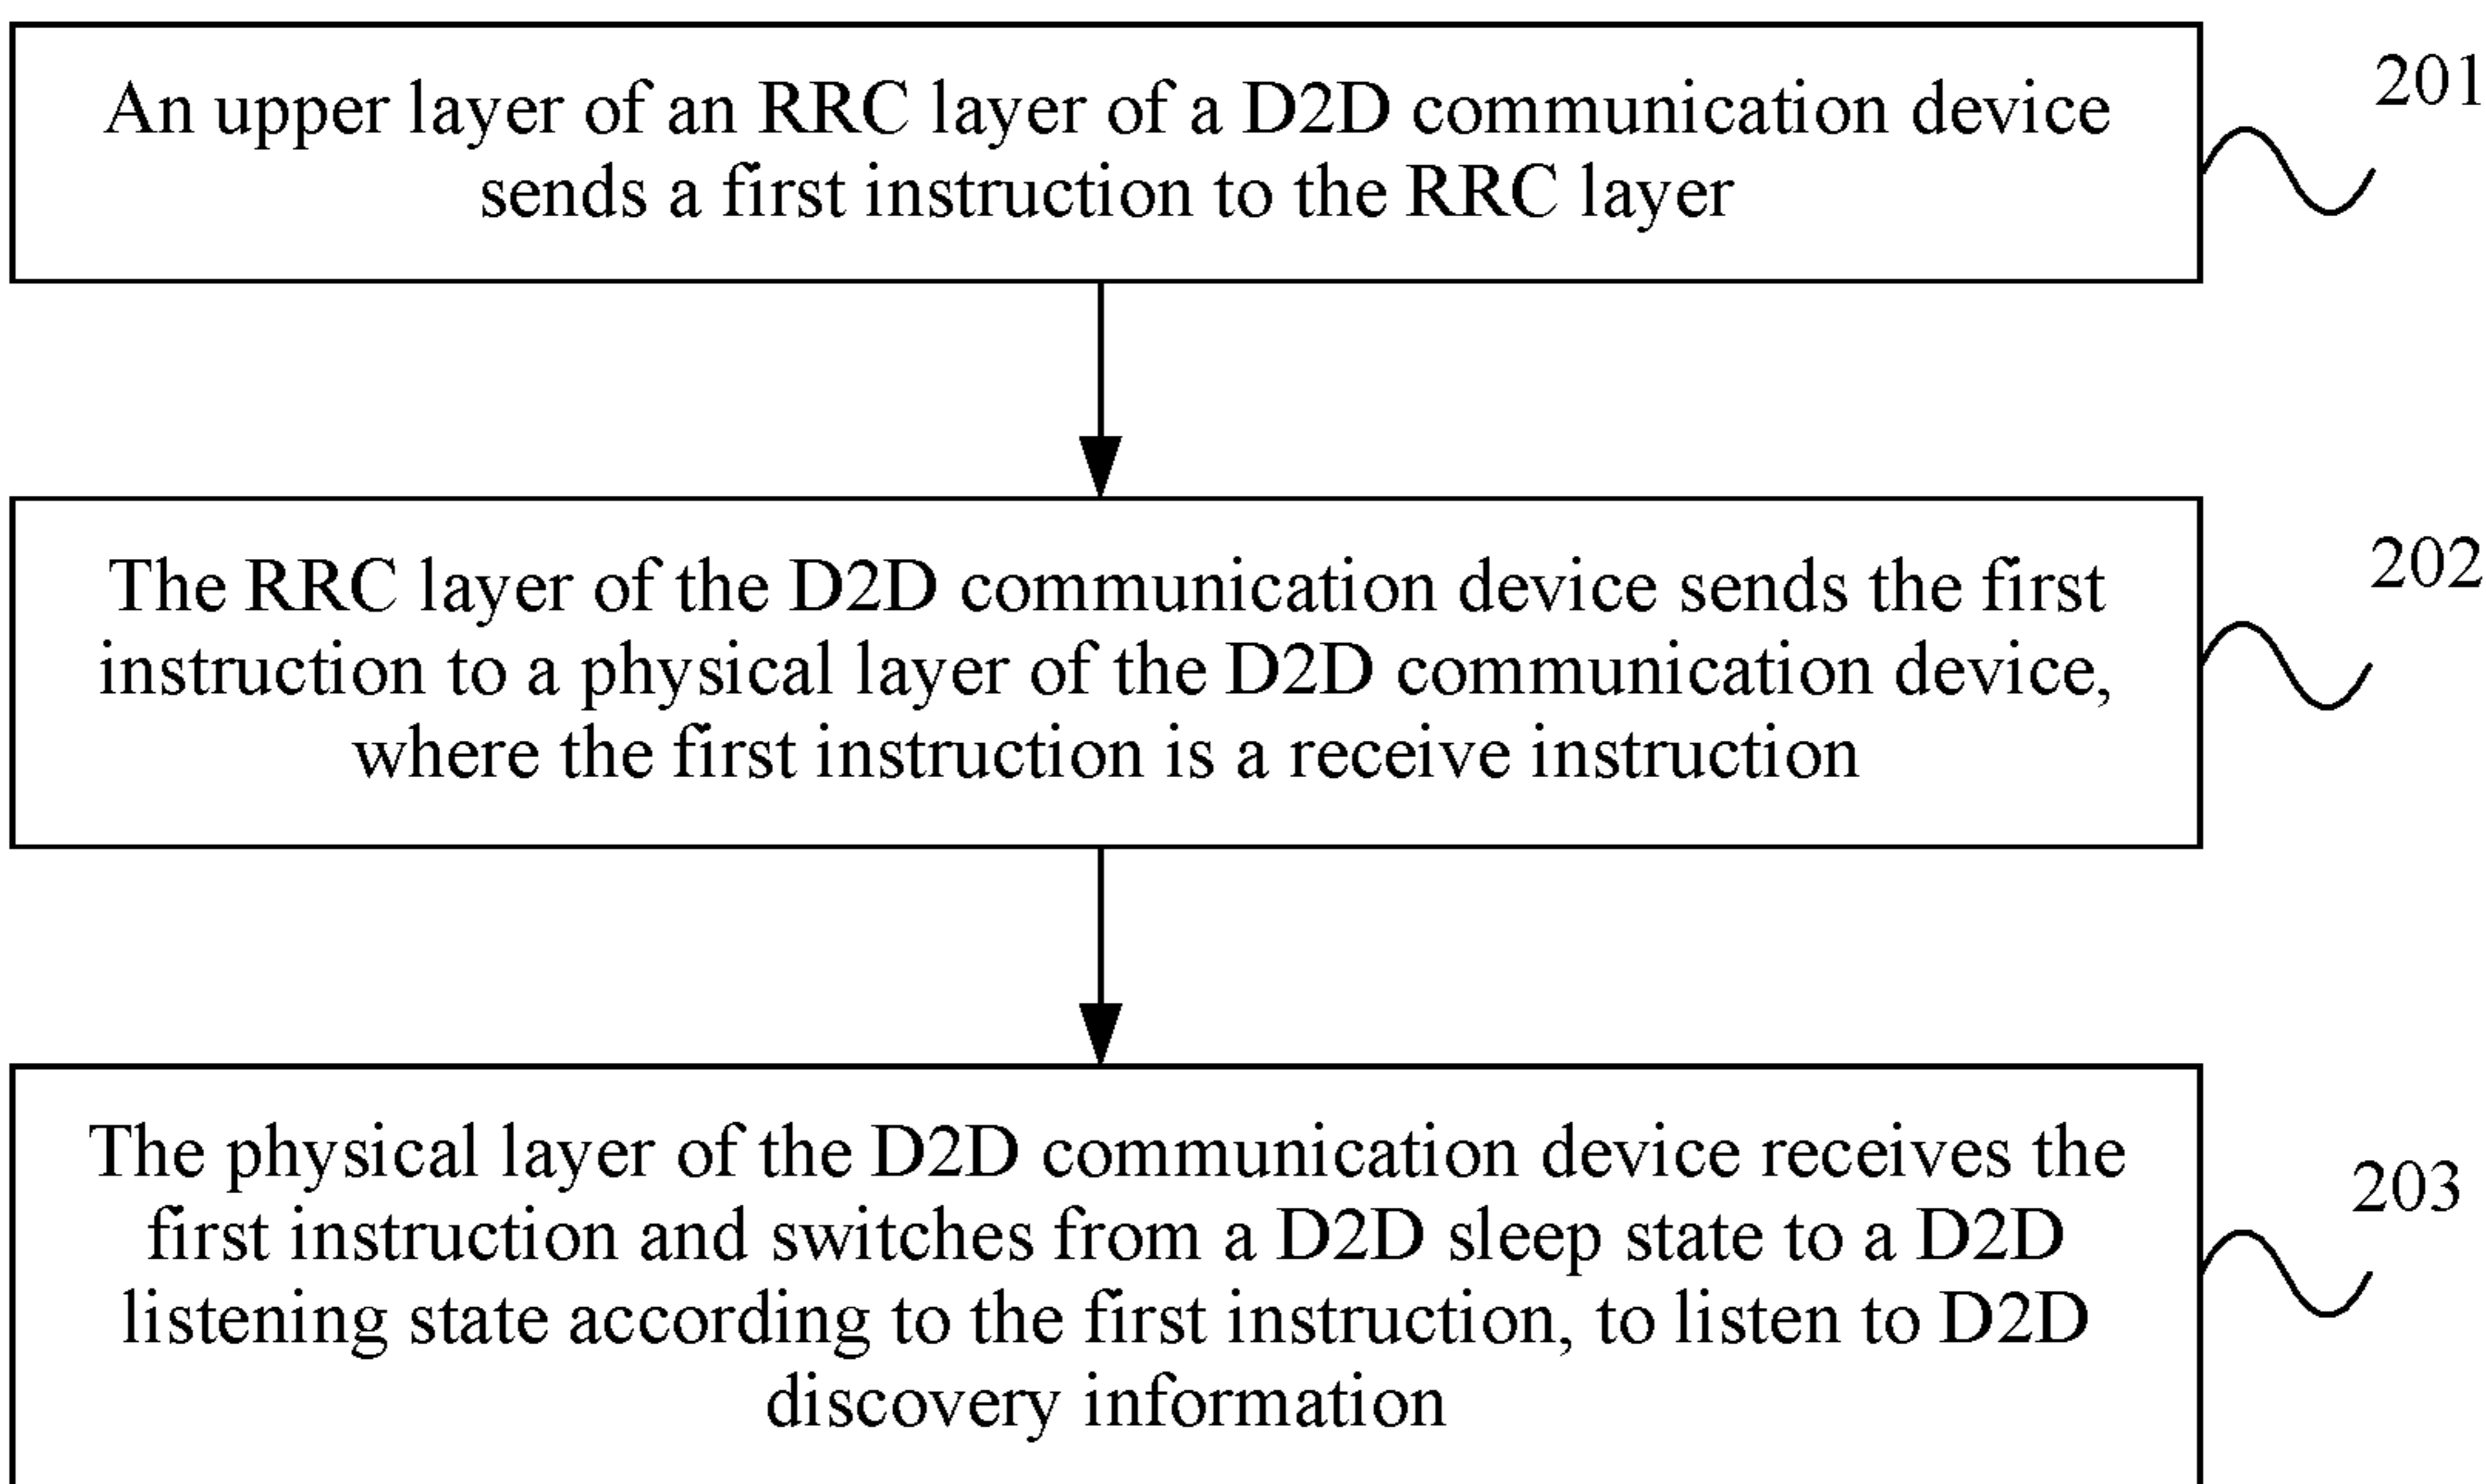 An upper layer of an RRC layer of a D2D communication device
sends a first instruction to the RRC layer
201
The RRC layer of the D2D communication device sends the first
instruction to a physical layer of the D2D communication device,
where the first instruction is a receive instruction
202
The physical layer of the D2D communication device receives the
first instruction and switches from a D2D sleep state to a D2D
listening state according to the first instruction, to listen to D2D
discovery information
203